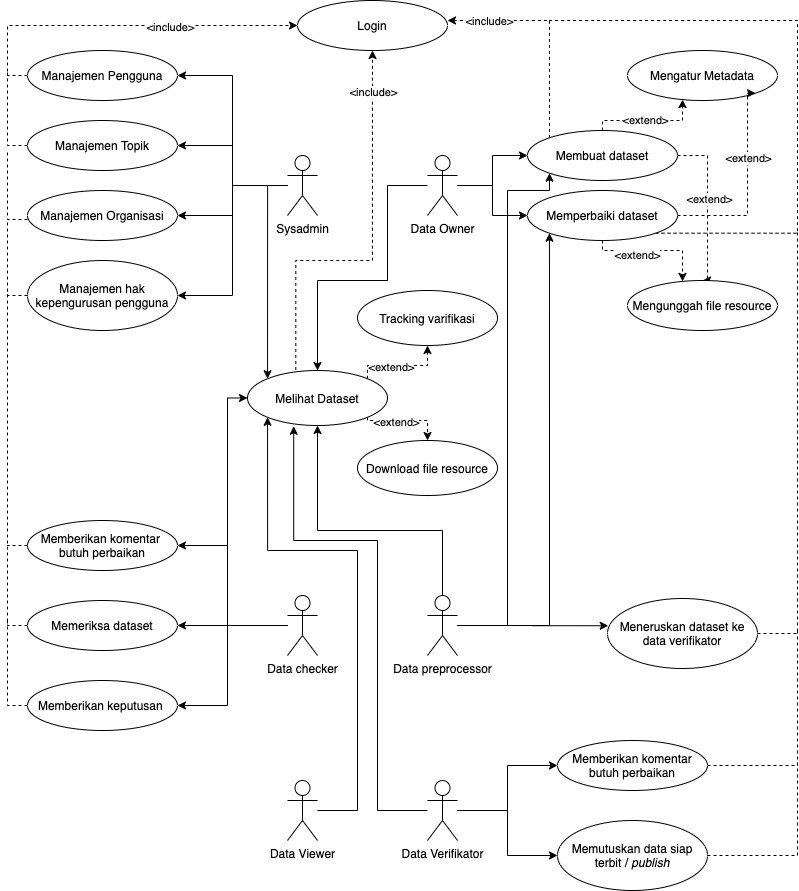 Login
<include>
<include>
Manajemen Pengguna
Mengatur Metadata
<include>
<extend>
Manajemen Topik
Membuat dataset
<extend>
<extend>
Manajemen Organisasi
Sysadmin
Data Owner
Memperbaiki dataset
<extend>
Manajemen hak
kepengurusan pengguna
Mengunggah file resource
Tracking varifikasi
<extend>
Melihat Dataset
<extend>
Download file resource
Memberikan komentar
butuh perbaikan
Memeriksa dataset
Meneruskan dataset ke
data verifikator
Data checker
Data preprocessor
Memberikan keputusan
Memberikan komentar
butuh perbaikan
Data Viewer
Data Verifikator
Memutuskan data siap
terbit / publish